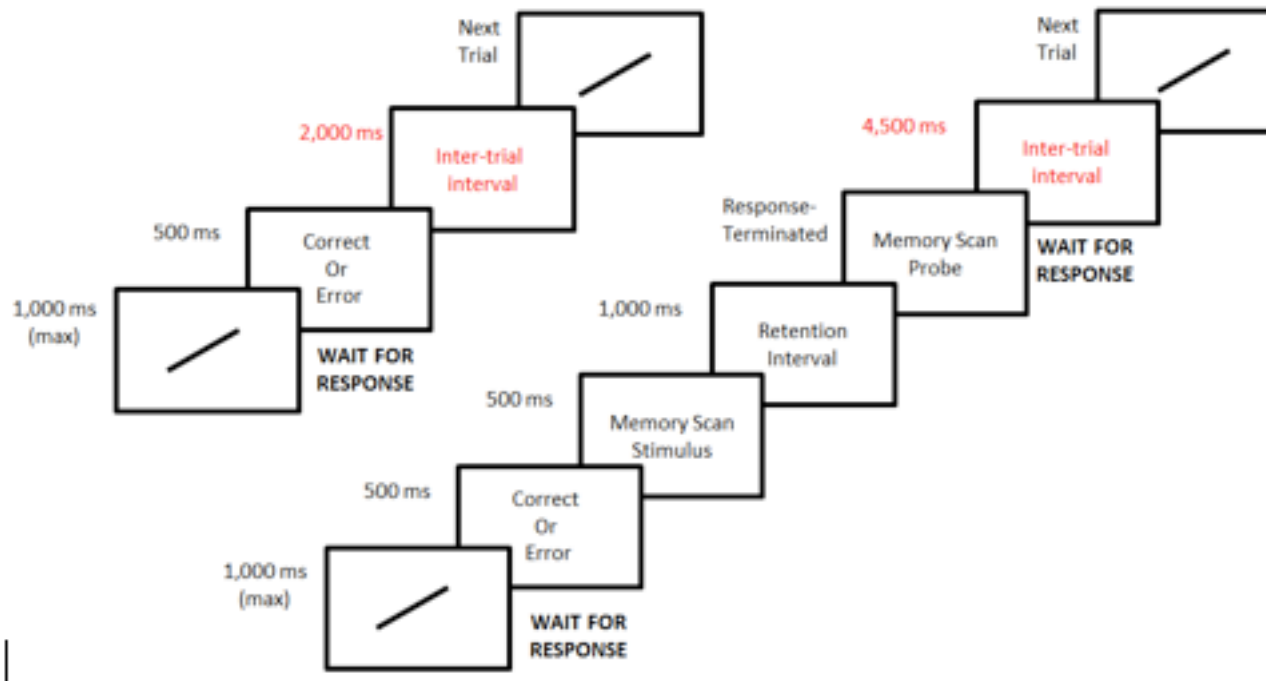 Next
Trial
2,000 ms
Inter-trial
interval
500 ms
Correct
Or
Error
1,000 ms
(max)
WAIT FOR
RESPONSE
Next
Trial
4,500 ms
Inter-trial
interval
Response-
Terminated
Memory Scan
Probe
WAIT FOR
RESPONSE
1,000 ms
Retention
Interval
500 ms
Memory Scan
Stimulus
500 ms
Correct
Or
Error
1,000 ms
(max)
WAIT FOR
RESPONSE